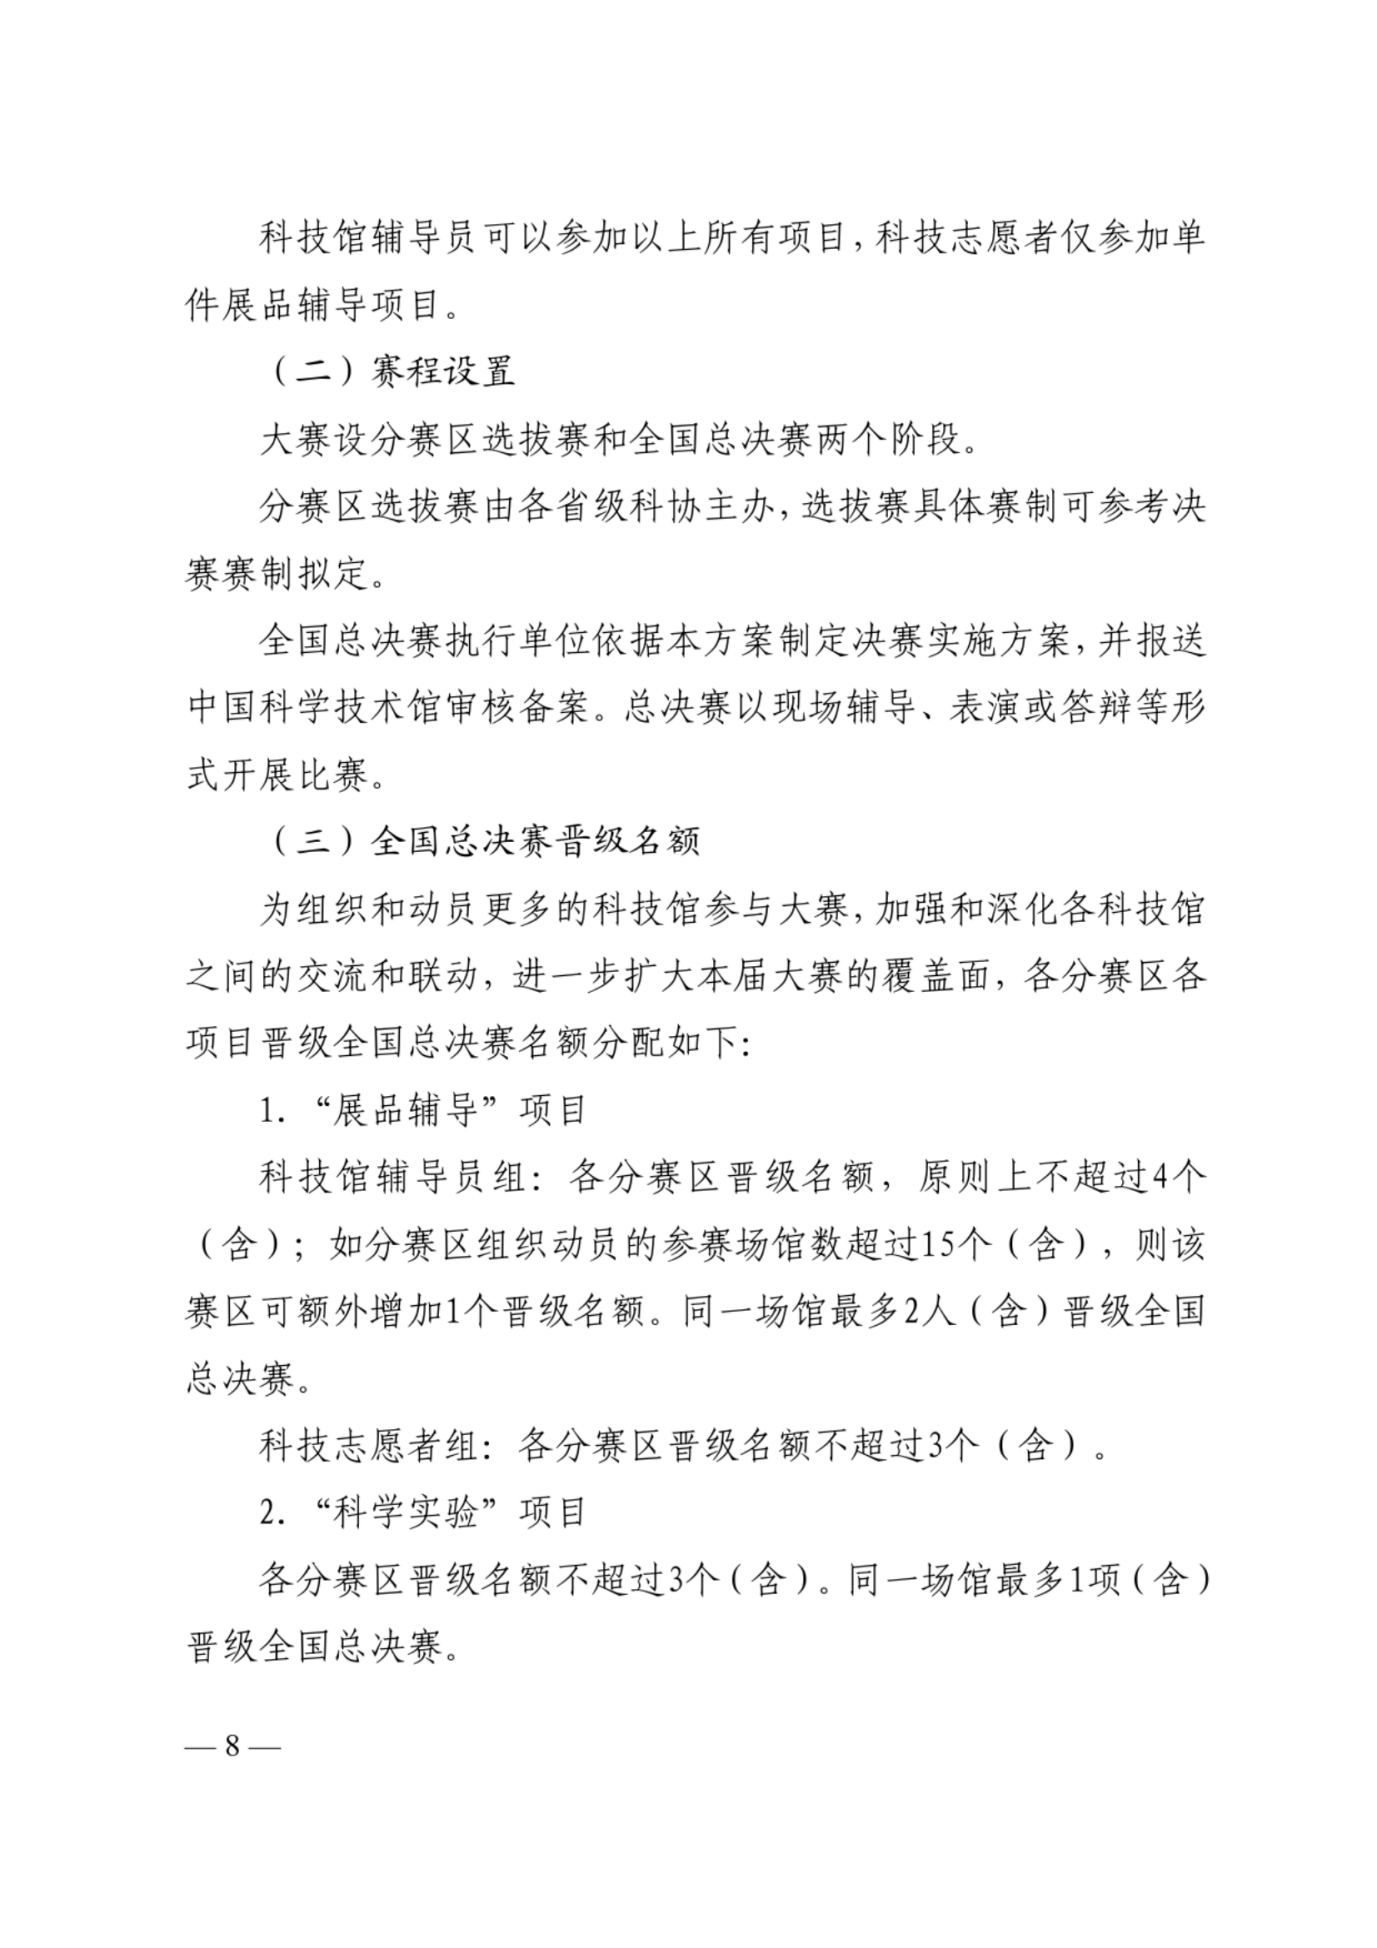 科技馆辅导员可以参加以上所有项目，科技志愿者仅参加单
件展品辅导项目。
（二）赛程设置
大赛设分赛区选拔赛和全国总决赛两个阶段。
分赛区选拔赛由各省级科协主办，选拔赛具体赛制可参考决
赛赛制拟定。
全国总决赛执行单位依据本方案制定决赛实施方案，并报送
中国科学技术馆审核备案。总决赛以现场辅导、表演或答辩等形
式开展比赛。
（三）全国总决赛晋级名额
为组织和动员更多的科技馆参与大赛，加强和深化各科技馆
之间的交流和联动，进一步扩大本届大赛的覆盖面，各分赛区各
项目晋级全国总决赛名额分配如下：
1. “展品辅导”项目
科技馆辅导员组：各分赛区晋级名额，原则上不超过4个
（含）；如分赛区组织动员的参赛场馆数超过15个（含），则该
赛区可额外增加1个晋级名额。同一场馆最多2人（含）晋级全国
总决赛。
科技志愿者组：各分赛区晋级名额不超过3个（含）。
2. “科学实验”项目
各分赛区晋级名额不超过3个（含）。同一场馆最多1项（含）
晋级全国总决赛。
— 8 —